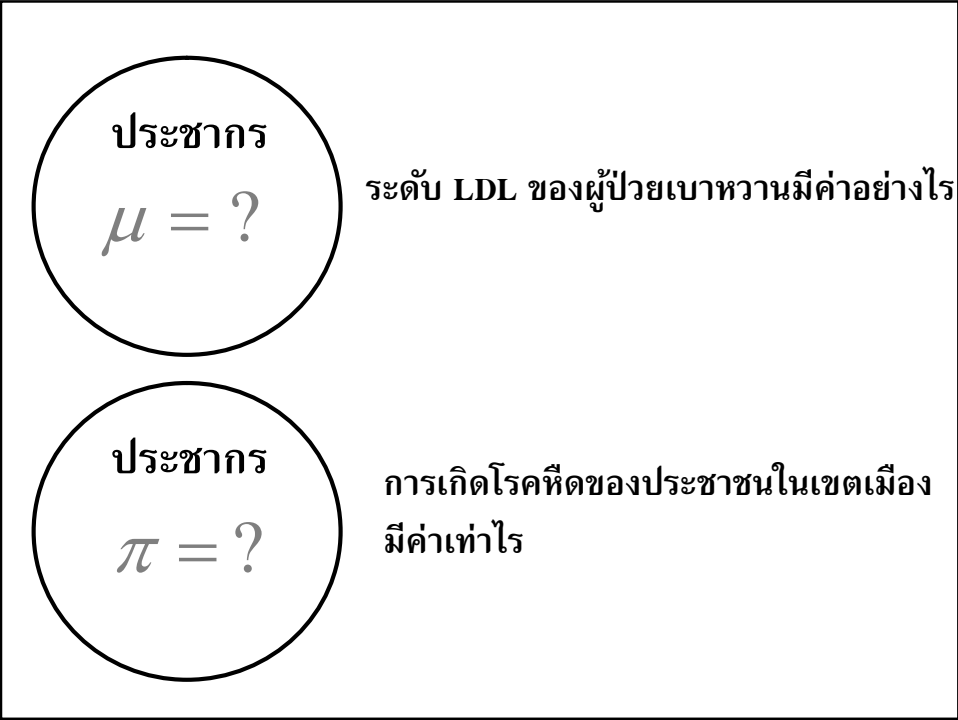 ประชากร
μ = ?
ระดับ LDL ของผู้ป่วยเบาหวานมีค่าอย่างไร
ประชากร
π = ?
การเกิดโรคหืดของประชาชนในเขตเมือง
มีค่าเท่าไร